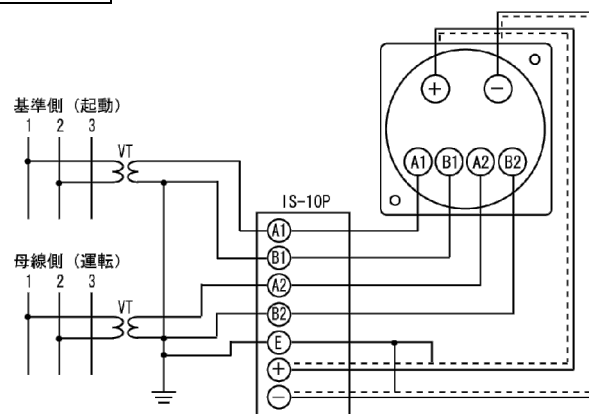 + −
基準側（起動）
1 2 3
VT
A1 B1 A2 B2
IS-10P
A1
B1
母線側（運転）
1 2 3
A2
VT
B2
E
+
−